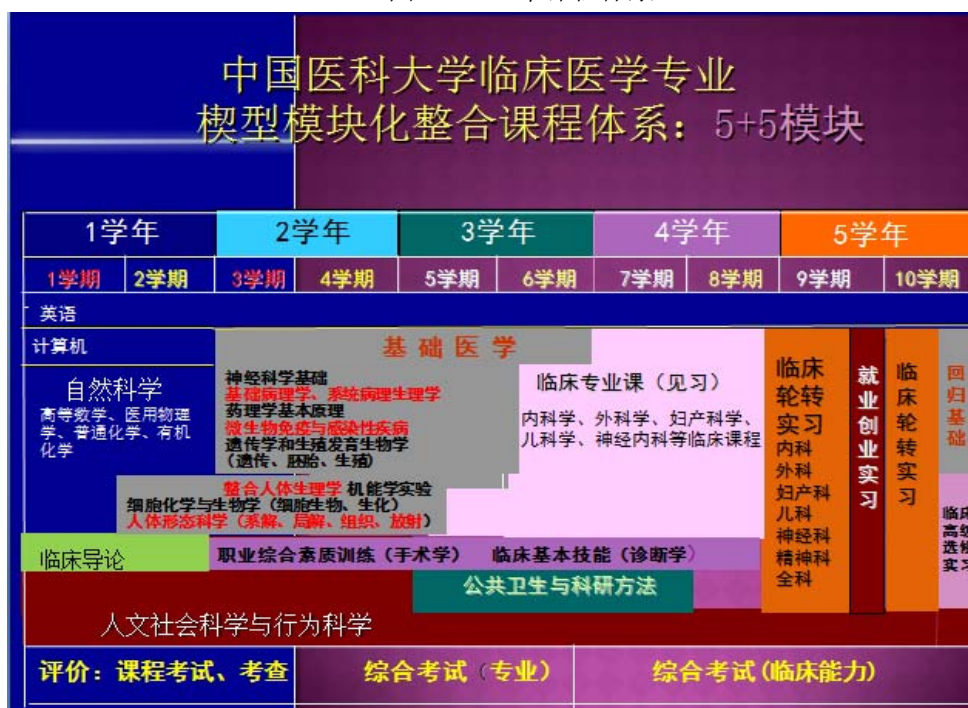 中国医科大学临床医学专业
楔型模块化整合课程体系：5+5模块
1学年 2学年 3学年 4学年 5学年
1学期 2学期 3学期 4学期 5学期 6学期 7学期 8学期 9学期 10学期
英语
计算机
自然科学
高等数学、医用物理
学、普通化学、有机
化学
基础医学
神经科学基础
基础病理学、系统病理生理学
药理学基本原理
微生物免疫与感染性疾病
遗传学和生殖发育生物学
（遗传、胚胎、生殖）
整合人体生理学 机能学实验
细胞化学与生物学（细胞生物、生化）
人体形态科学（系解、局解、组织、放射）
临床专业课（见习）
内科学、外科学、妇产科学、
儿科学、神经内科等临床课程
临床
轮转
实习
内科
外科
妇产科
儿科
神经科
精神科
全科
就业创业实习
临床轮转实习
回归基础
临床
高级
选修
实习
临床导论
职业综合素质训练（手术学） 临床基本技能（诊断学）
公共卫生与科研方法
人文社会科学与行为科学
评价：课程考试、考查 综合考试（专业） 综合考试(临床能力)